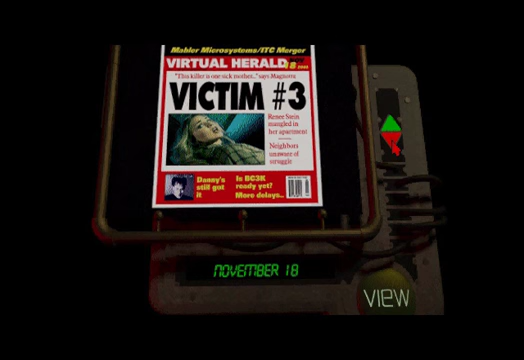 Mahler Microsystems/ITC Merger
VIRTUAL HERALD
"This killer is one sick mother.." says Magnotta
VICTIM #3
Renee Stein
mangled in
her apartment
Neighbors
unaware of
struggle
Danny's
still got
it
Is BC3K
ready yet?
More delays..
NOVEMBER 18
VIEW